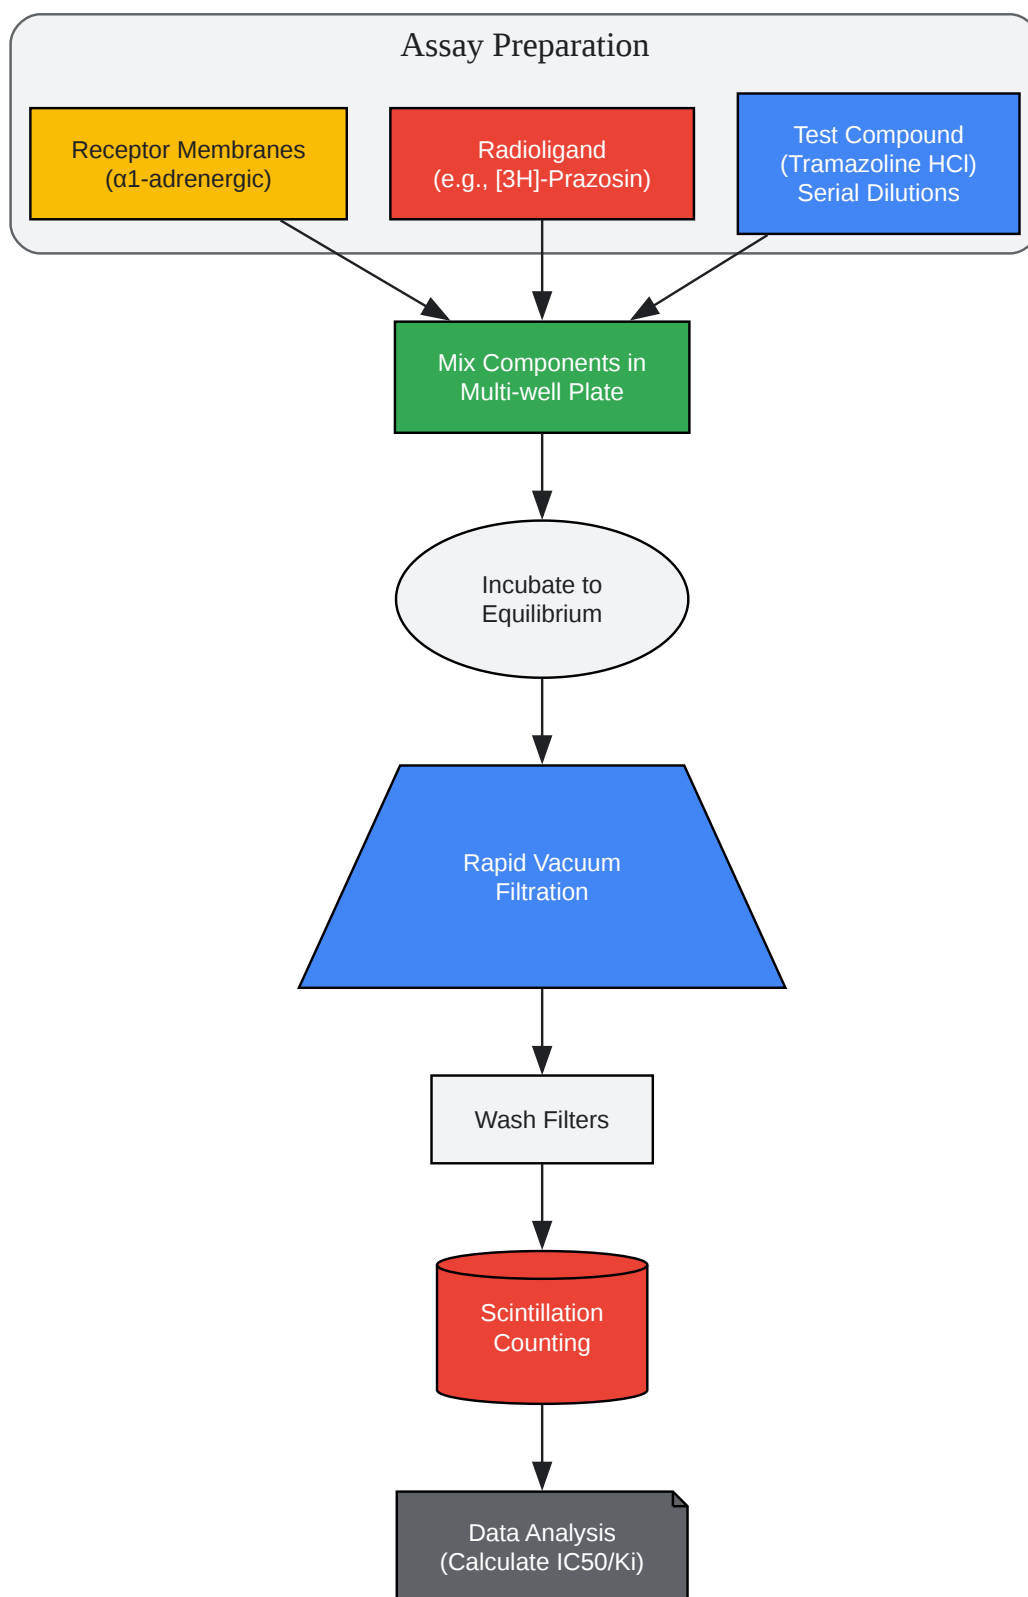 Assay Preparation
Receptor Membranes
(α1-adrenergic)
Radioligand
(e.g., [3H]-Prazosin)
Test Compound
(Tramazoline HCl)
Serial Dilutions
Mix Components in
Multi-well Plate
Incubate to
Equilibrium
Rapid Vacuum
Filtration
Wash Filters
Scintillation
Counting
Data Analysis
(Calculate IC50/Ki)